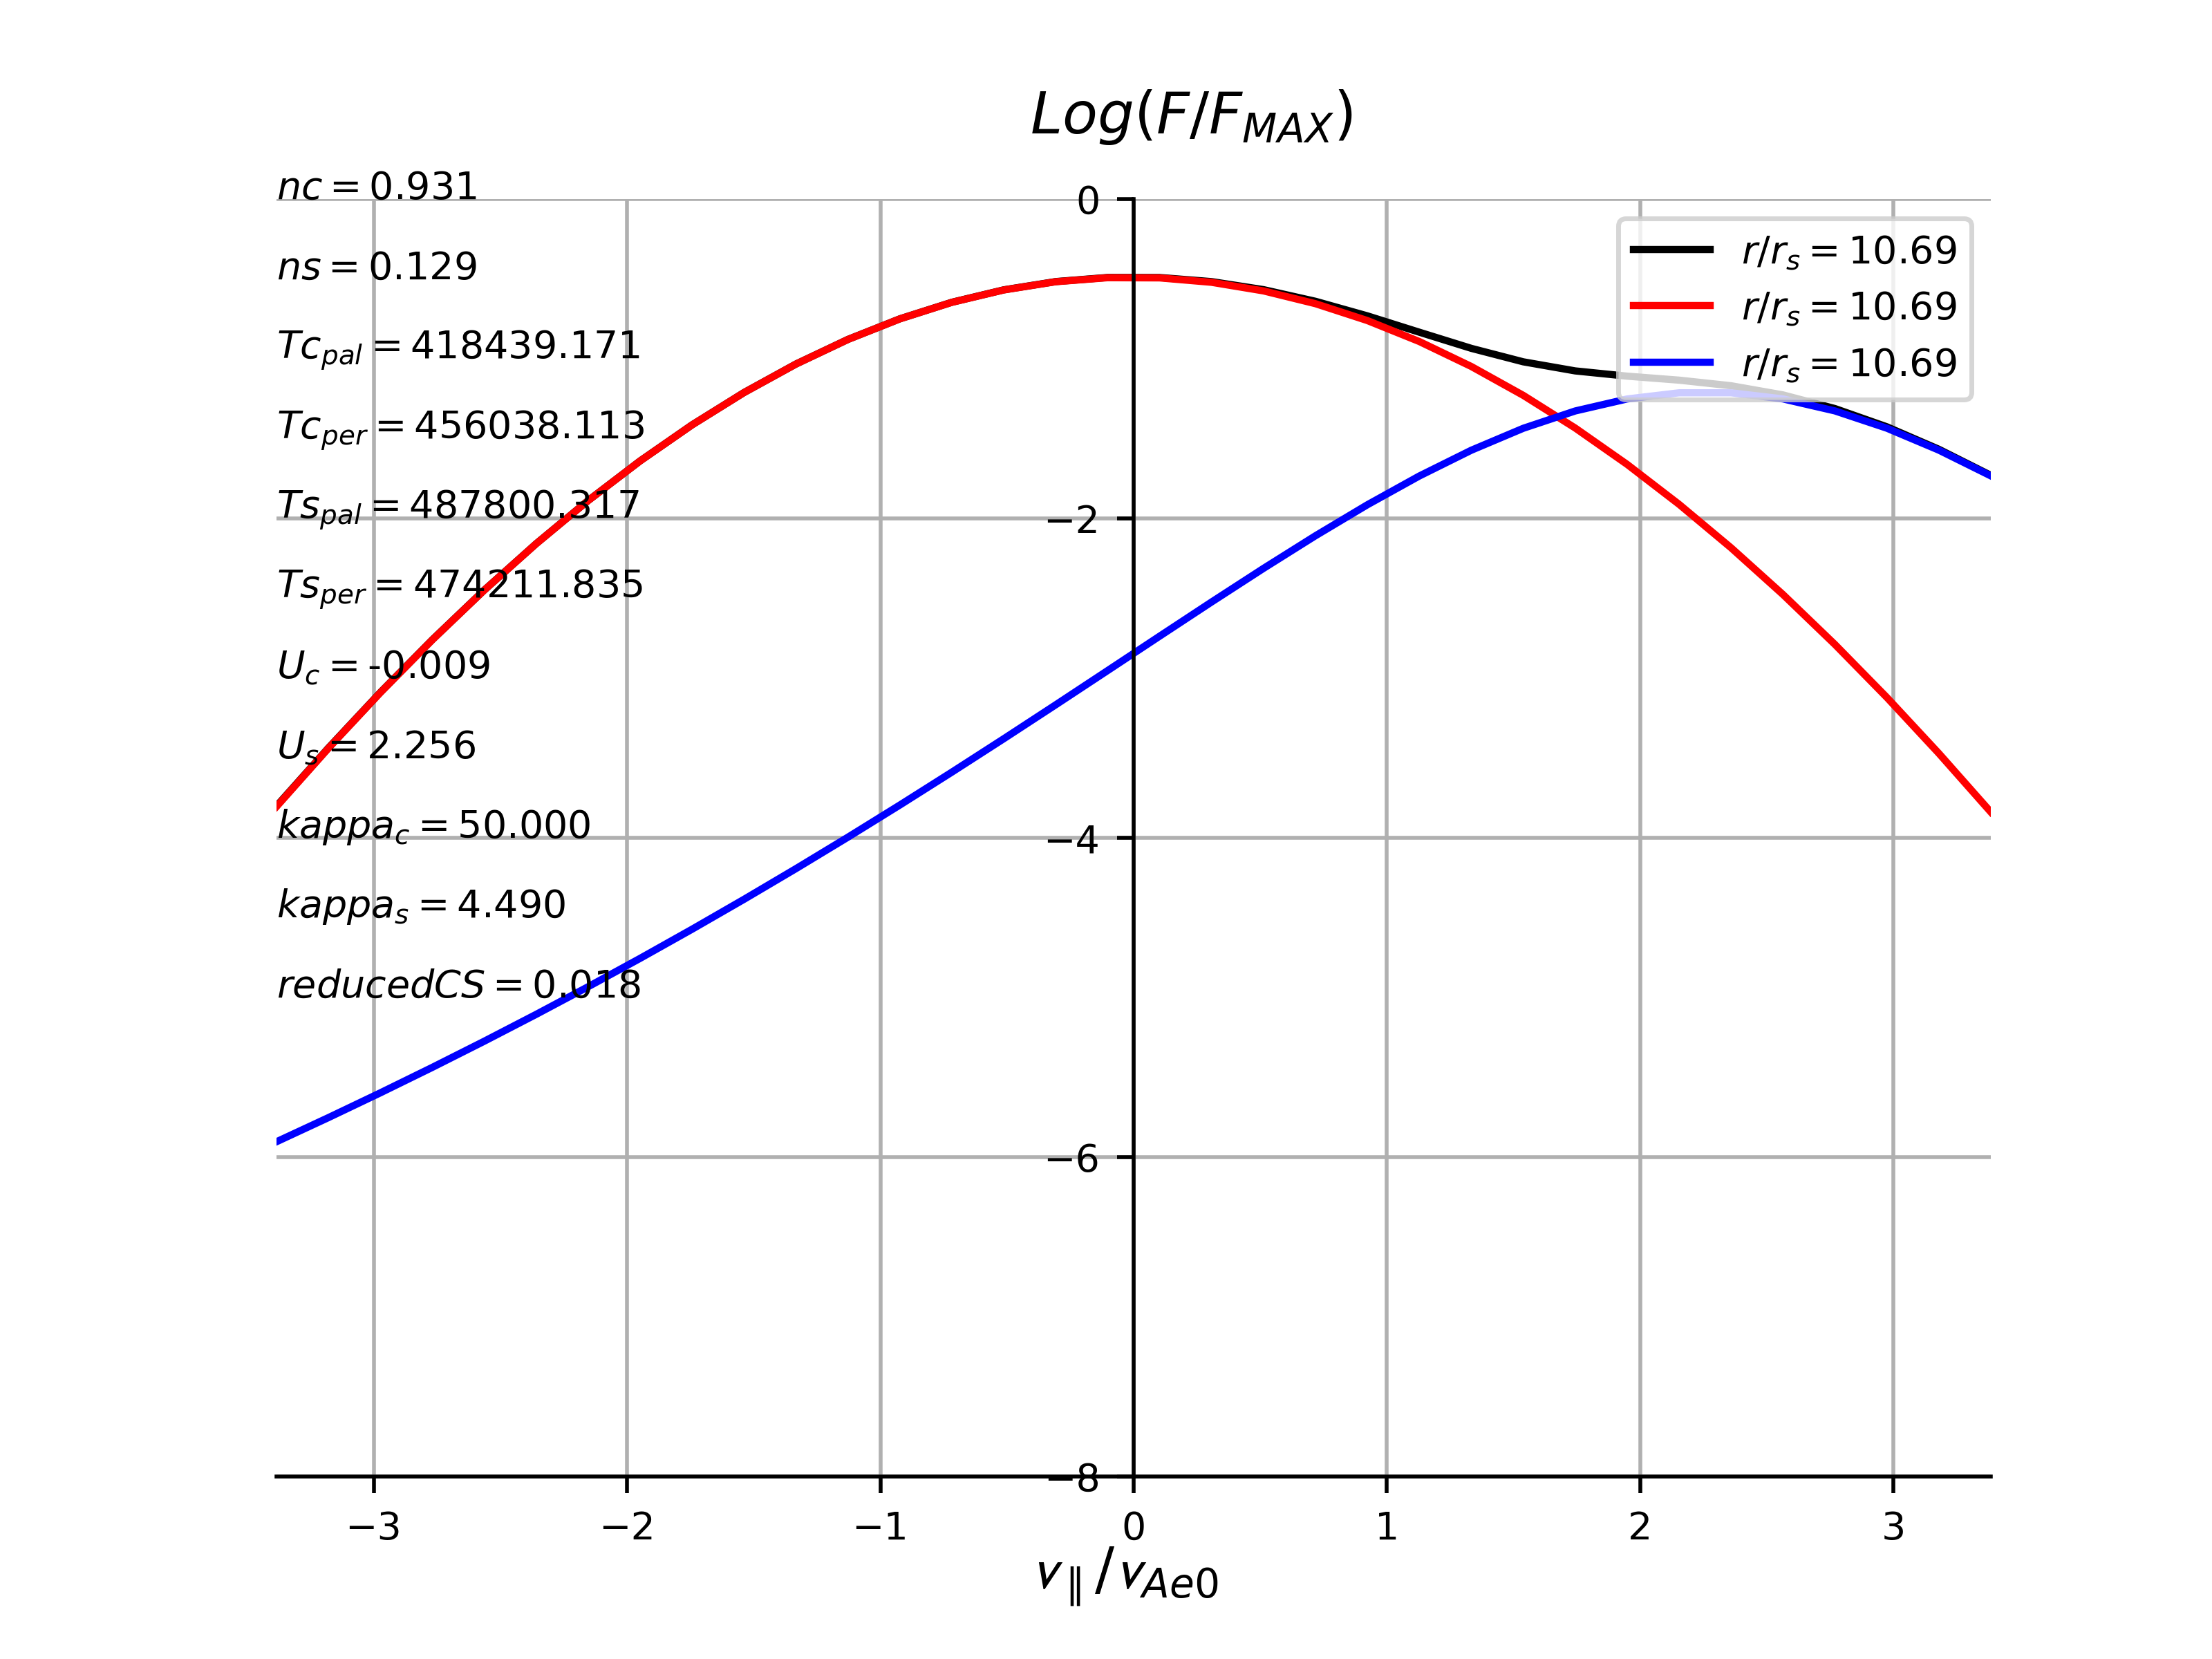 Log(F/F_MAX)
nc = 0.931
ns = 0.129
Tc_pal = 418439.171
Tc_per = 456038.113
Ts_pal = 487800.317
Ts_per = 474211.835
U_c = -0.009
U_s = 2.256
kappa_c = 50.000
kappa_s = 4.490
reducedCS = 0.018
0
−2
−4
−6
−8
r/r_s = 10.69
r/r_s = 10.69
r/r_s = 10.69
−3 −2 −1 0 1 2 3
v_∥/v_Ae0